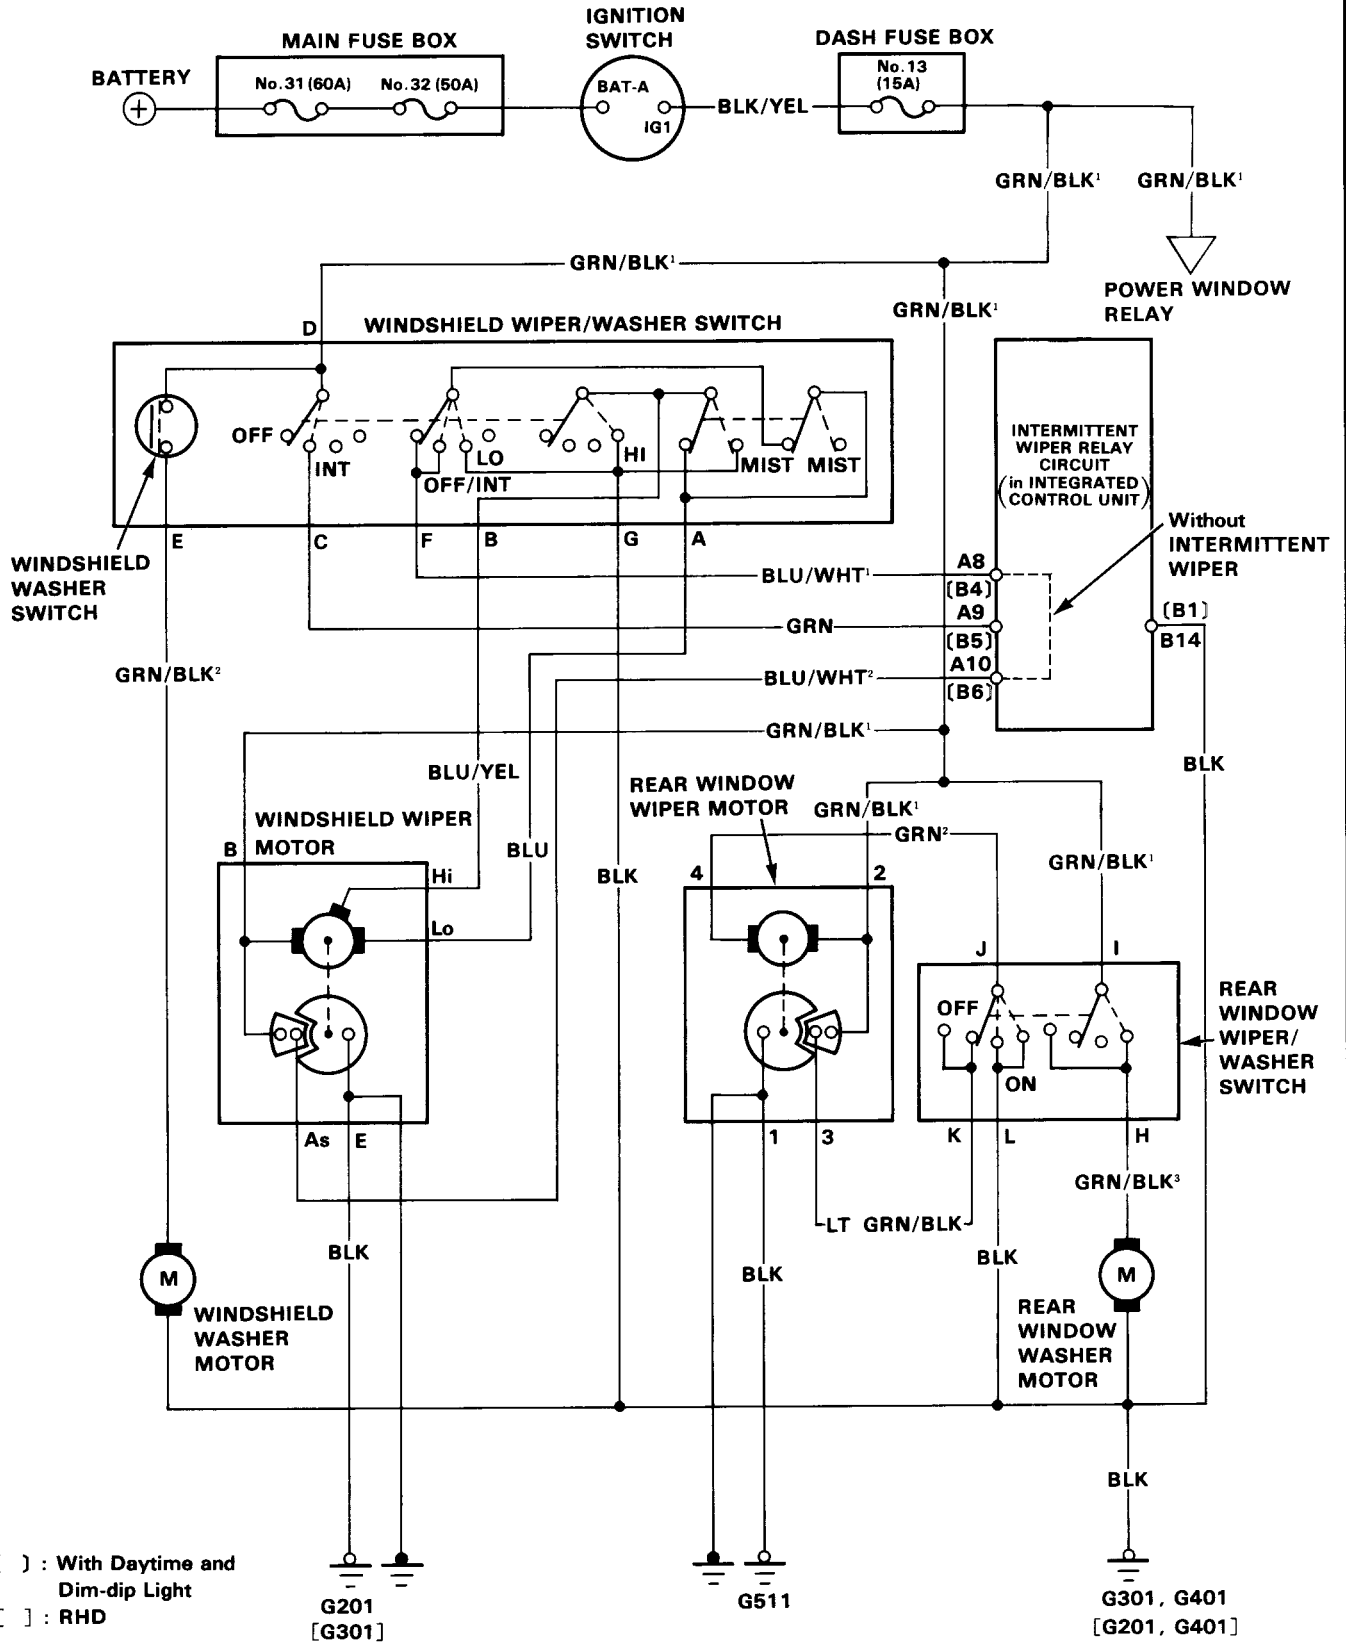 IGNITION
SWITCH
MAIN FUSE BOX
DASH FUSE BOX
BATTERY
No.31 (60A)
No.32 (50A)
BAT-A
IG1
BLK/YEL
No.13
(15A)
GRN/BLK¹
GRN/BLK¹
GRN/BLK¹
POWER WINDOW
RELAY
GRN/BLK¹
D
WINDSHIELD WIPER/WASHER SWITCH
OFF
INT
LO
OFF/INT
HI
MIST
MIST
INTERMITTENT
WIPER RELAY
CIRCUIT
(in INTEGRATED
CONTROL UNIT)
Without
INTERMITTENT
WIPER
E
C
F
B
G
A
WINDSHIELD
WASHER
SWITCH
BLU/WHT¹
A8
(B4)
GRN
A9
(B5)
(B1)
B14
BLU/WHT²
A10
(B6)
GRN/BLK²
GRN/BLK¹
BLK
BLU/YEL
REAR WINDOW
WIPER MOTOR
GRN/BLK¹
GRN²
WINDSHIELD WIPER
MOTOR
B
BLU
BLK
GRN/BLK¹
Hi
Lo
4
2
J
I
OFF
ON
REAR
WINDOW
WIPER/
WASHER
SWITCH
As
E
1
3
K
L
H
GRN/BLK³
LT GRN/BLK
BLK
BLK
BLK
M
M
WINDSHIELD
WASHER
MOTOR
REAR
WINDOW
WASHER
MOTOR
BLK
) : With Daytime and
Dim-dip Light
[ ] : RHD
G201
[G301]
G511
G301, G401
[G201, G401]